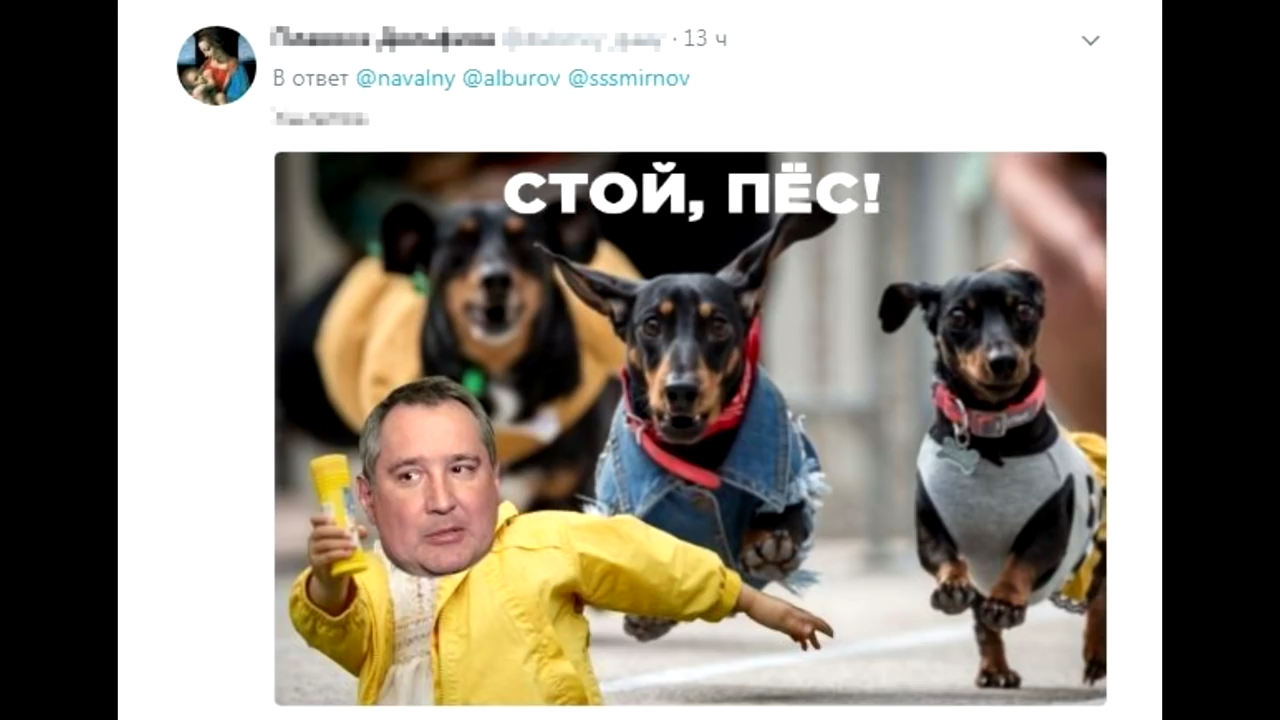 · 13 ч
В ответ @navalny @alburov @sssmirnov
СТОЙ, ПЁС!